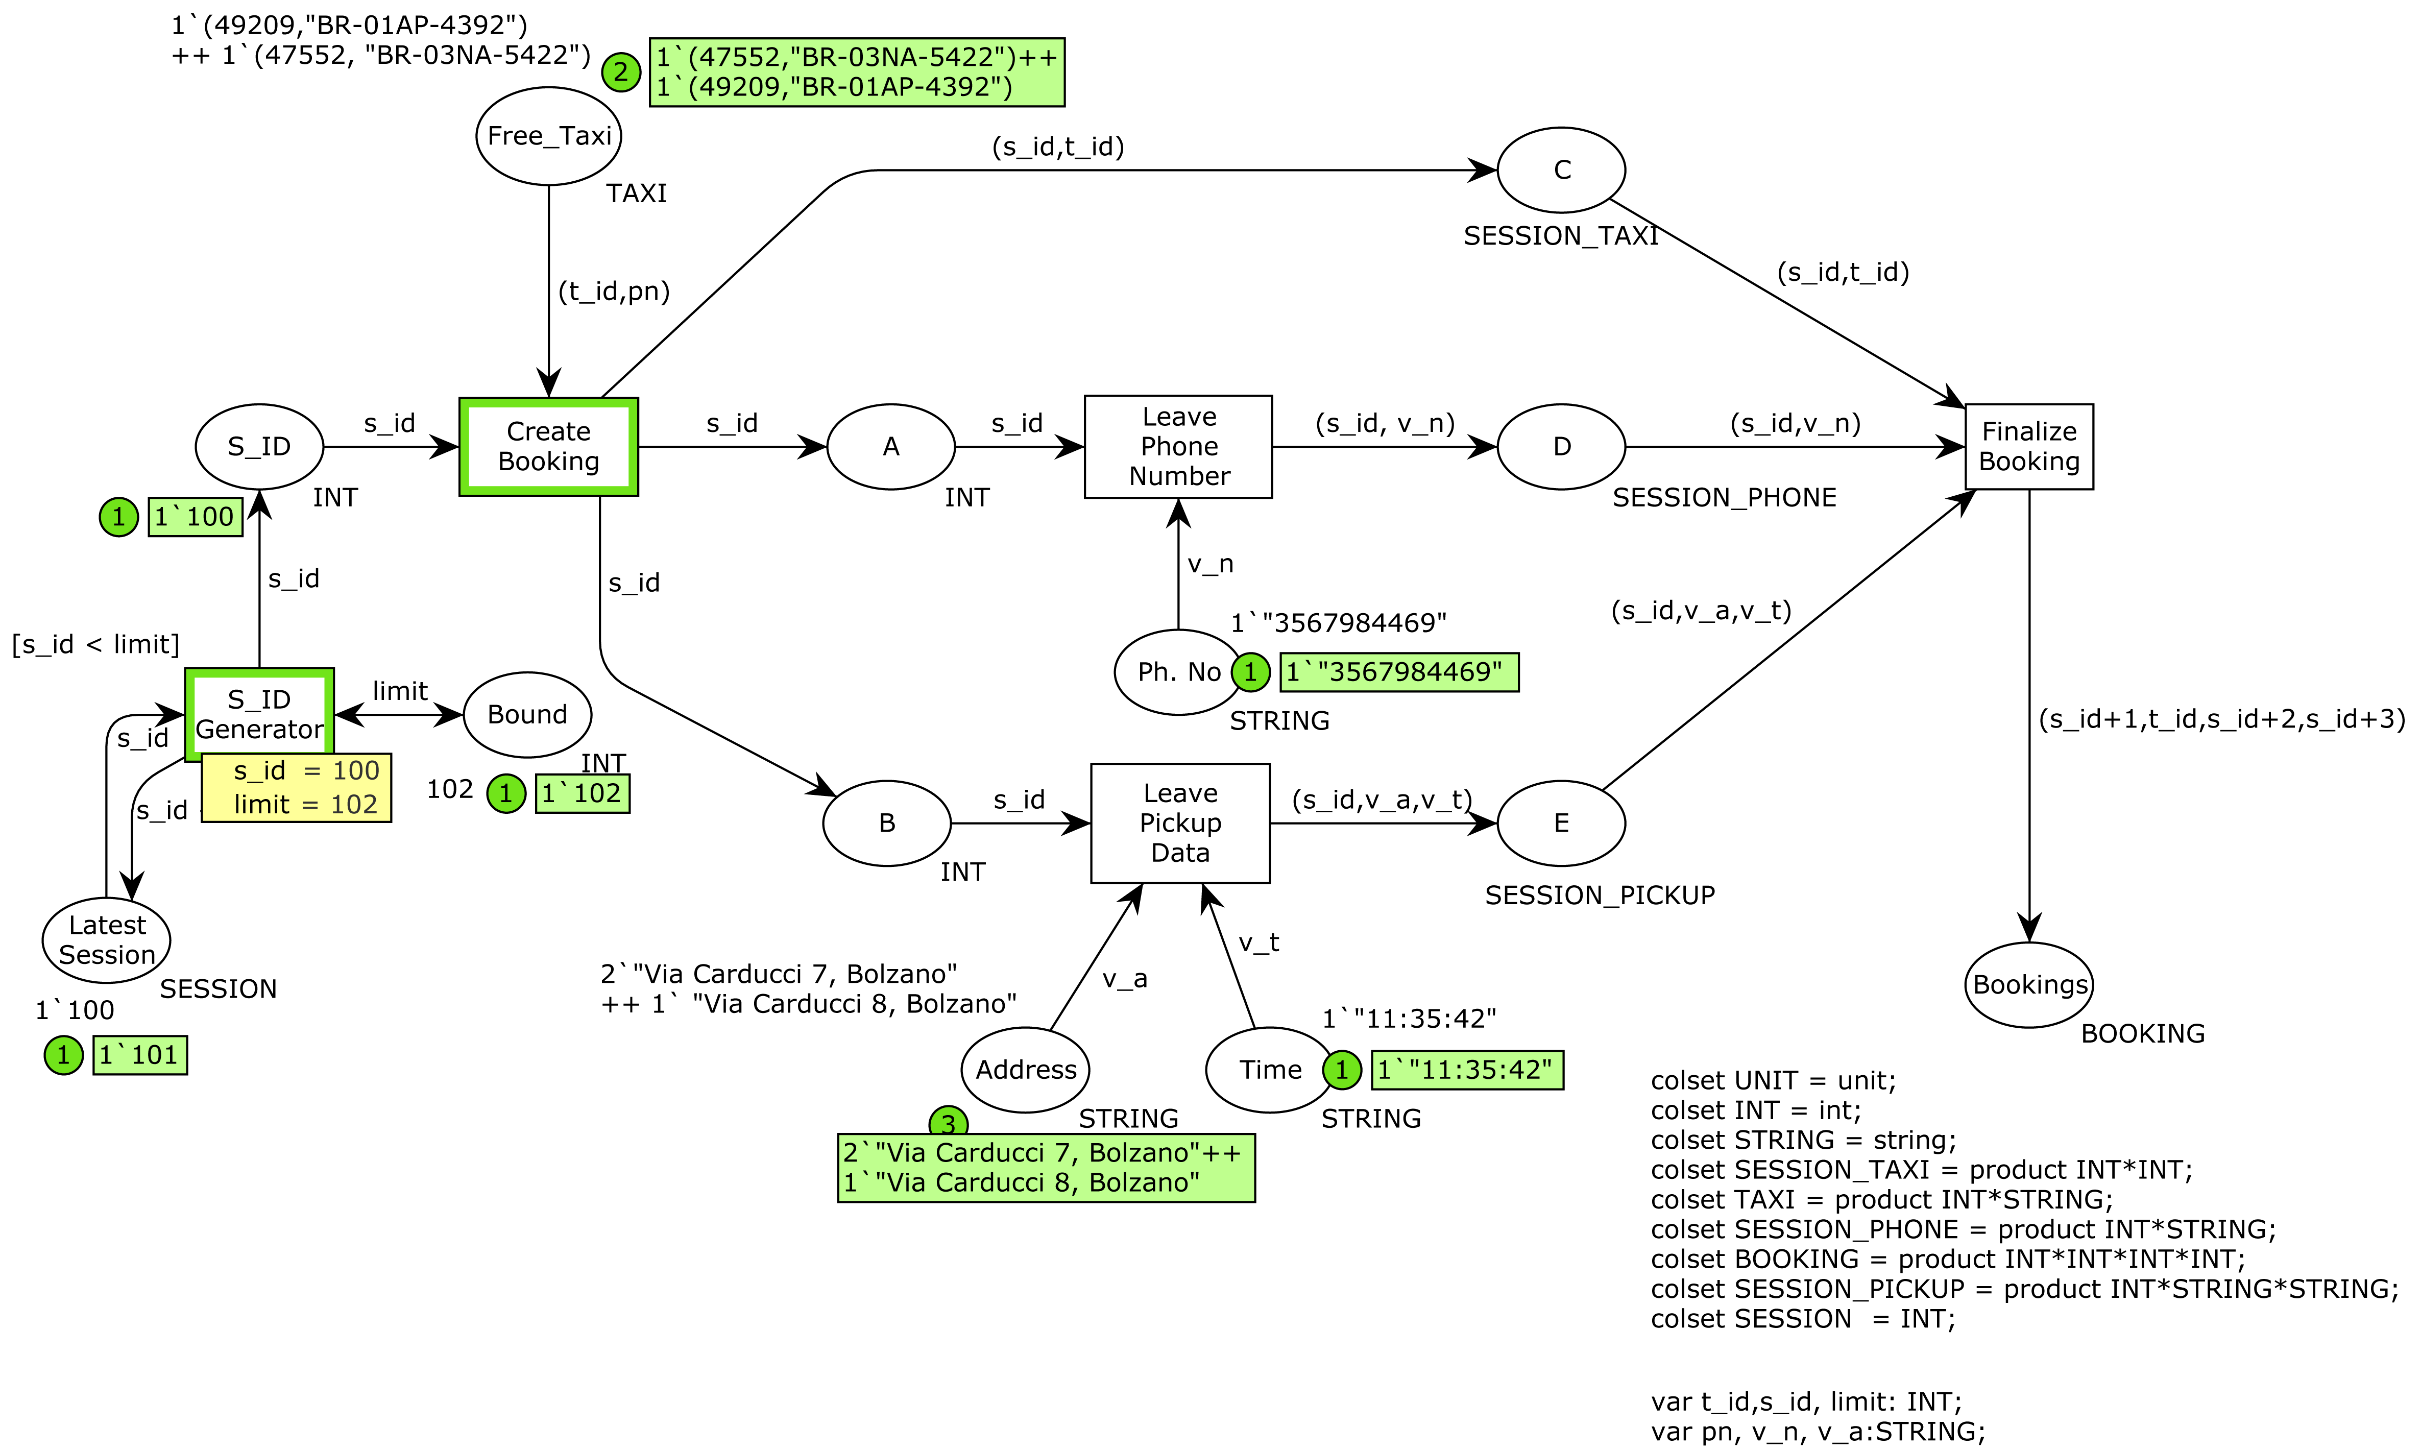 1`(49209,"BR-01AP-4392")
++ 1`(47552, "BR-03NA-5422")
2
1`(47552,"BR-03NA-5422")++
1`(49209,"BR-01AP-4392")
Free_Taxi
TAXI
(t_id,pn)
(s_id,t_id)
C
SESSION_TAXI
(s_id,t_id)
S_ID
INT
1
1`100
s_id
Create
Booking
s_id
A
INT
s_id
Leave
Phone
Number
(s_id, v_n)
D
SESSION_PHONE
(s_id,v_n)
Finalize
Booking
s_id
s_id
v_n
[s_id < limit]
S_ID
Generator
limit
Bound
INT
102
1
1`102
s_id
s_id = 100
limit = 102
s_id
1`"3567984469"
Ph. No
1
1`"3567984469"
STRING
(s_id,v_a,v_t)
(s_id+1,t_id,s_id+2,s_id+3)
B
INT
s_id
Leave
Pickup
Data
(s_id,v_a,v_t)
E
SESSION_PICKUP
Latest
Session
SESSION
1`100
1
1`101
2`"Via Carducci 7, Bolzano"
++ 1` "Via Carducci 8, Bolzano"
v_a
v_t
Address
STRING
3
2`"Via Carducci 7, Bolzano"++
1`"Via Carducci 8, Bolzano"
1`"11:35:42"
Time
1
1`"11:35:42"
STRING
Bookings
BOOKING
colset UNIT = unit;
colset INT = int;
colset STRING = string;
colset SESSION_TAXI = product INT*INT;
colset TAXI = product INT*STRING;
colset SESSION_PHONE = product INT*STRING;
colset BOOKING = product INT*INT*INT*INT;
colset SESSION_PICKUP = product INT*STRING*STRING;
colset SESSION  = INT;
var t_id,s_id, limit: INT;
var pn, v_n, v_a:STRING;